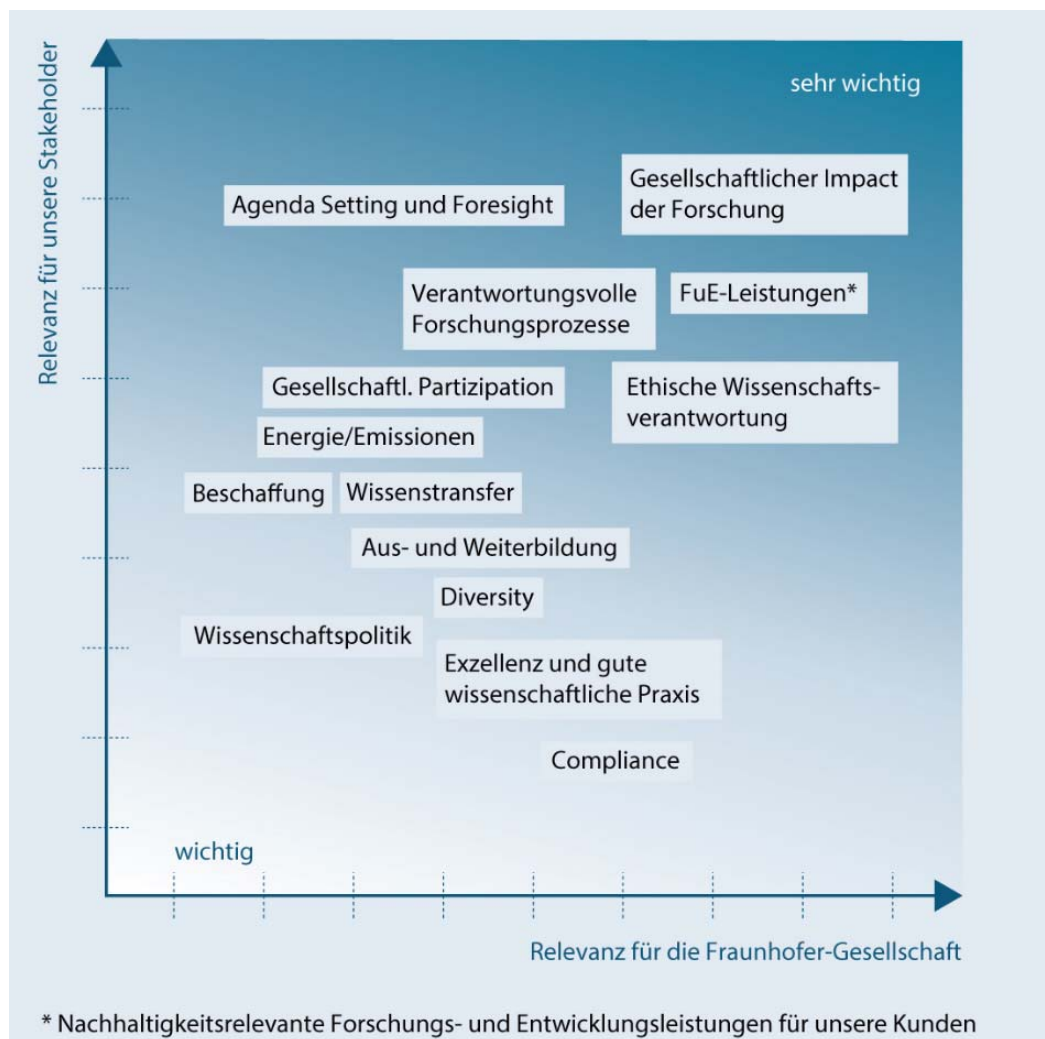 Relevanz für unsere Stakeholder
sehr wichtig
Gesellschaftlicher Impact
der Forschung
Agenda Setting und Foresight
Verantwortungsvolle
Forschungsprozesse
FuE-Leistungen*
Gesellschaftl. Partizipation
Ethische Wissenschafts-
verantwortung
Energie/Emissionen
Beschaffung
Wissenstransfer
Aus- und Weiterbildung
Diversity
Wissenschaftspolitik
Exzellenz und gute
wissenschaftliche Praxis
Compliance
wichtig
Relevanz für die Fraunhofer-Gesellschaft
* Nachhaltigkeitsrelevante Forschungs- und Entwicklungsleistungen für unsere Kunden